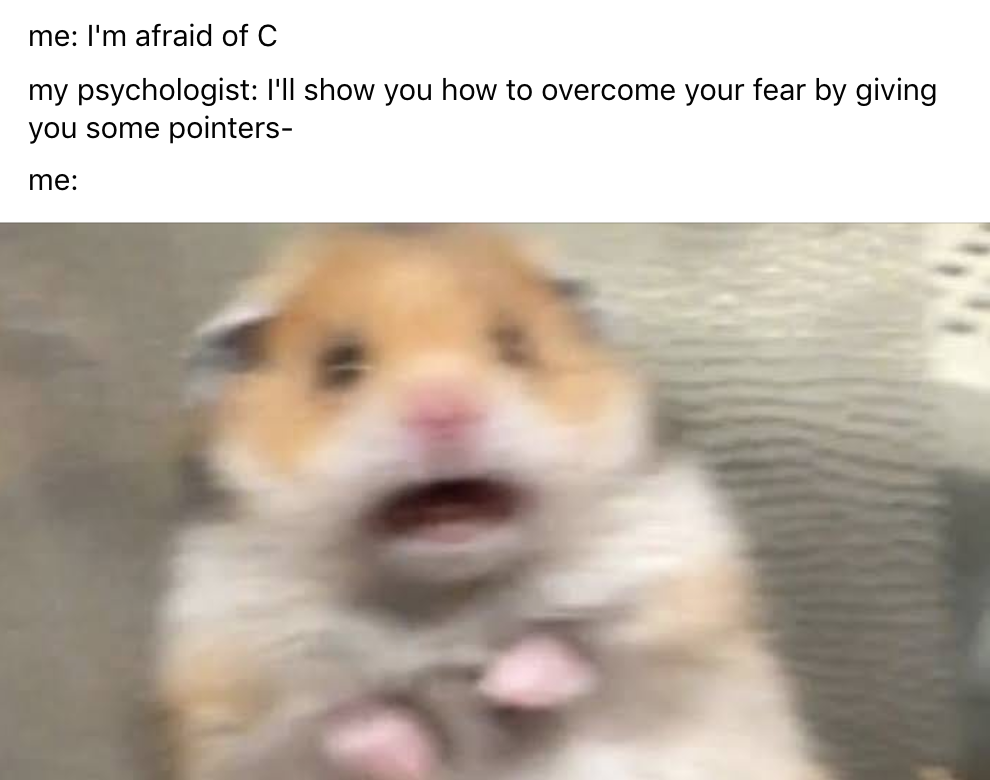 me: I'm afraid of C
my psychologist: I'll show you how to overcome your fear by giving
you some pointers-
me: